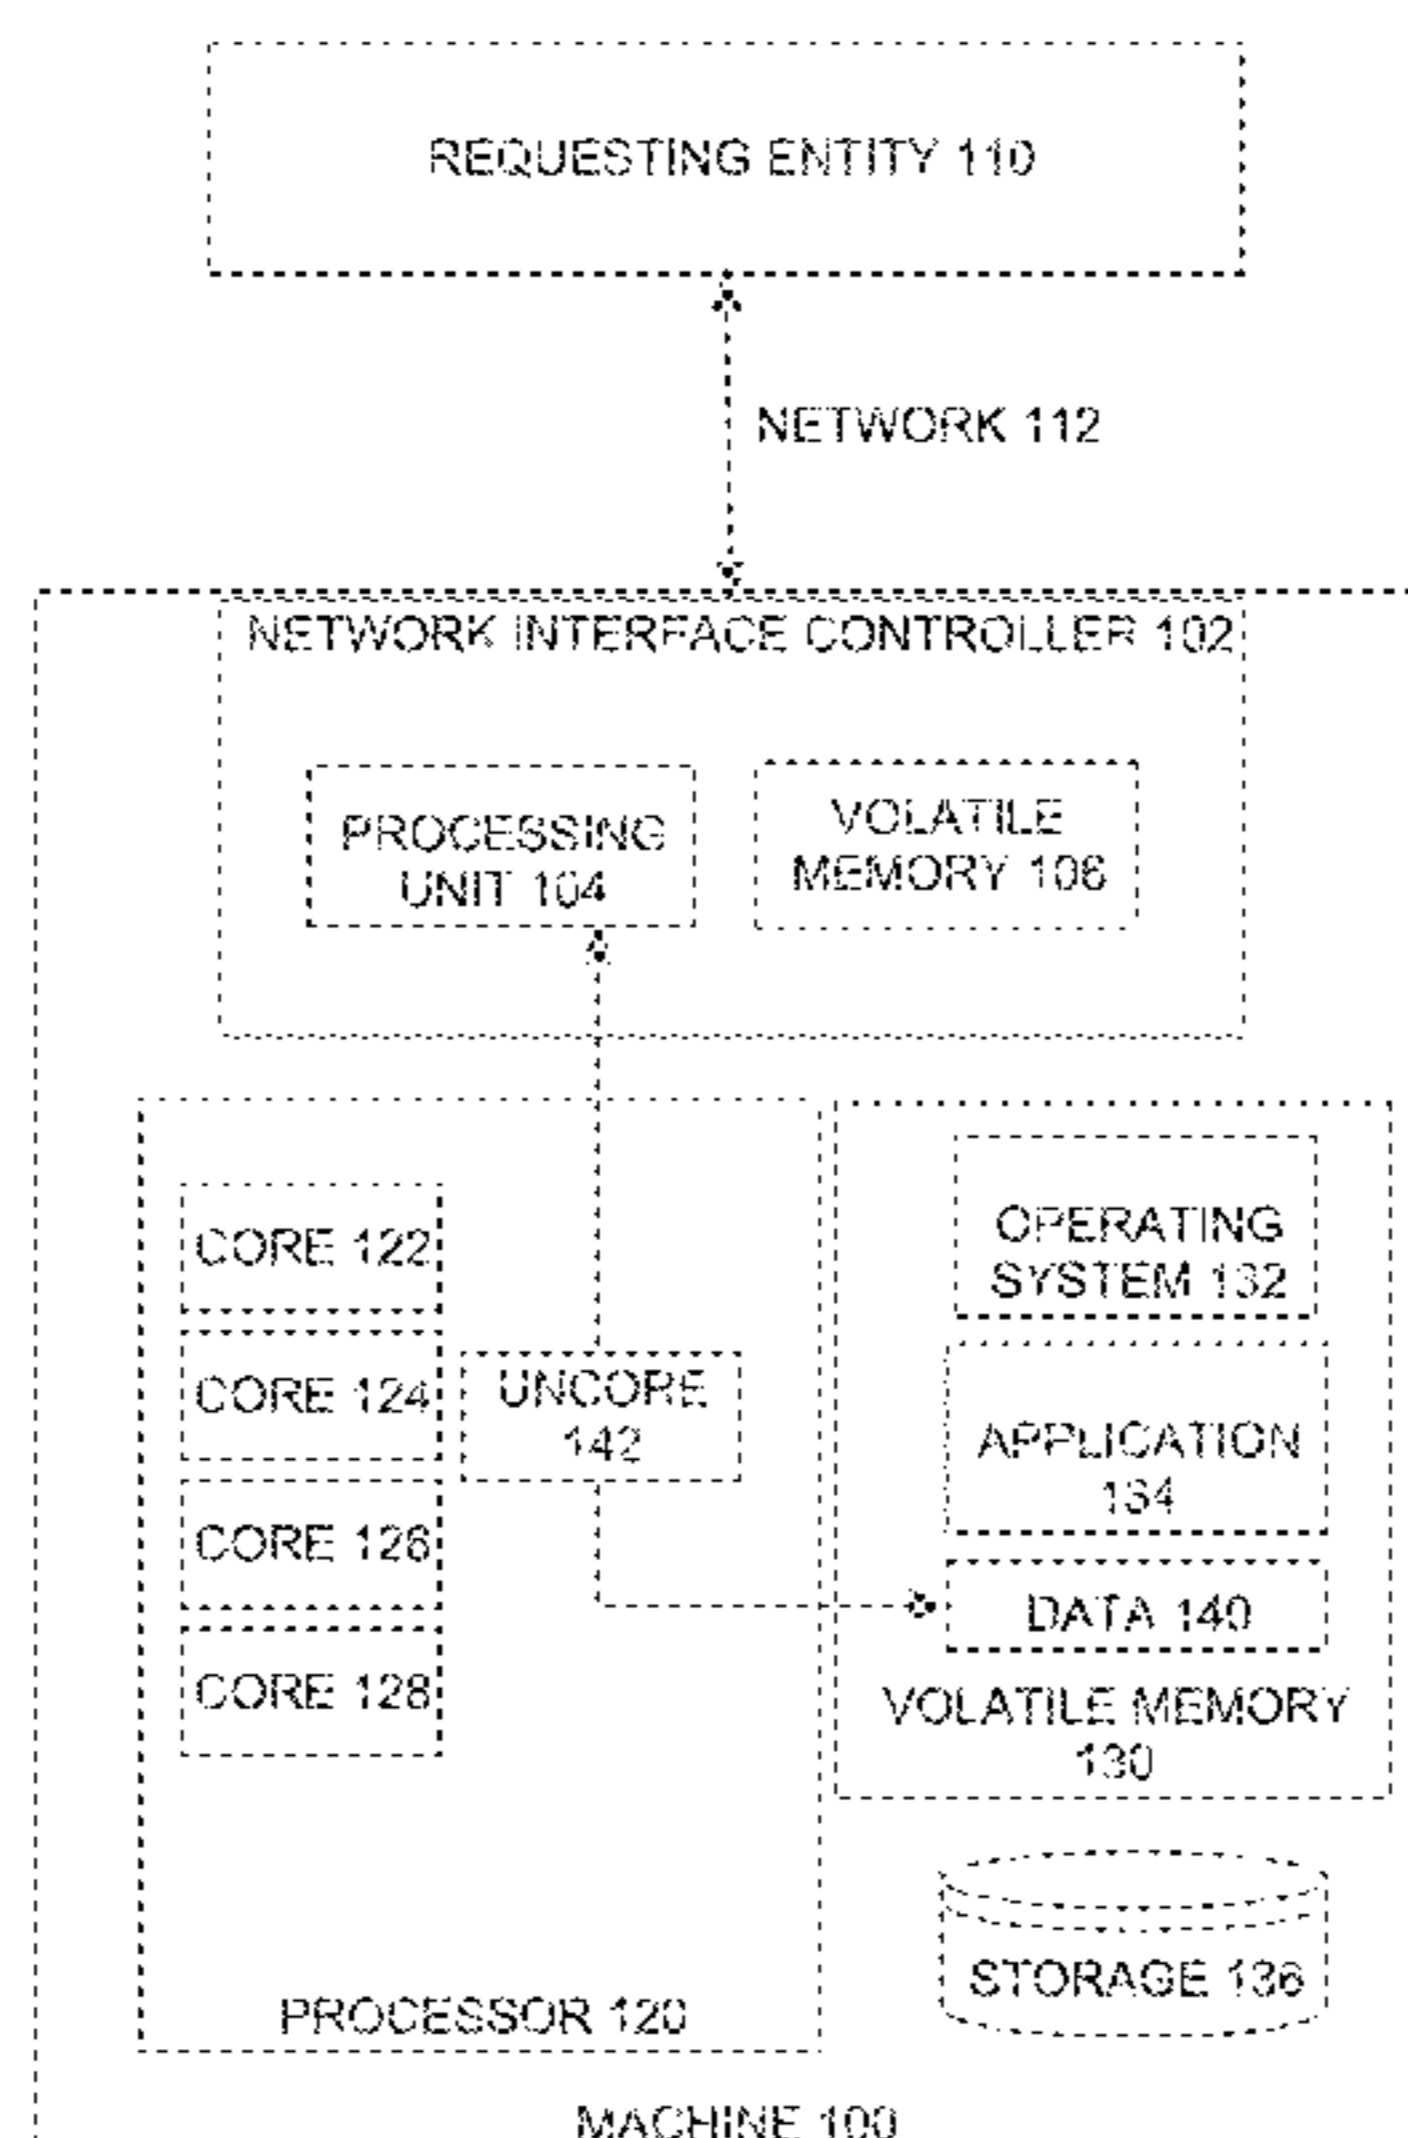 REQUESTING ENTITY 110
NETWORK 112
NETWORK INTERFACE CONTROLLER 102
PROCESSING
UNIT 104
VOLATILE
MEMORY 106
CORE 122
CORE 124
CORE 126
CORE 128
UNCORE
142
PROCESSOR 120
OPERATING
SYSTEM 132
APPLICATION
134
DATA 140
VOLATILE MEMORY
130
STORAGE 136
MACHINE 100